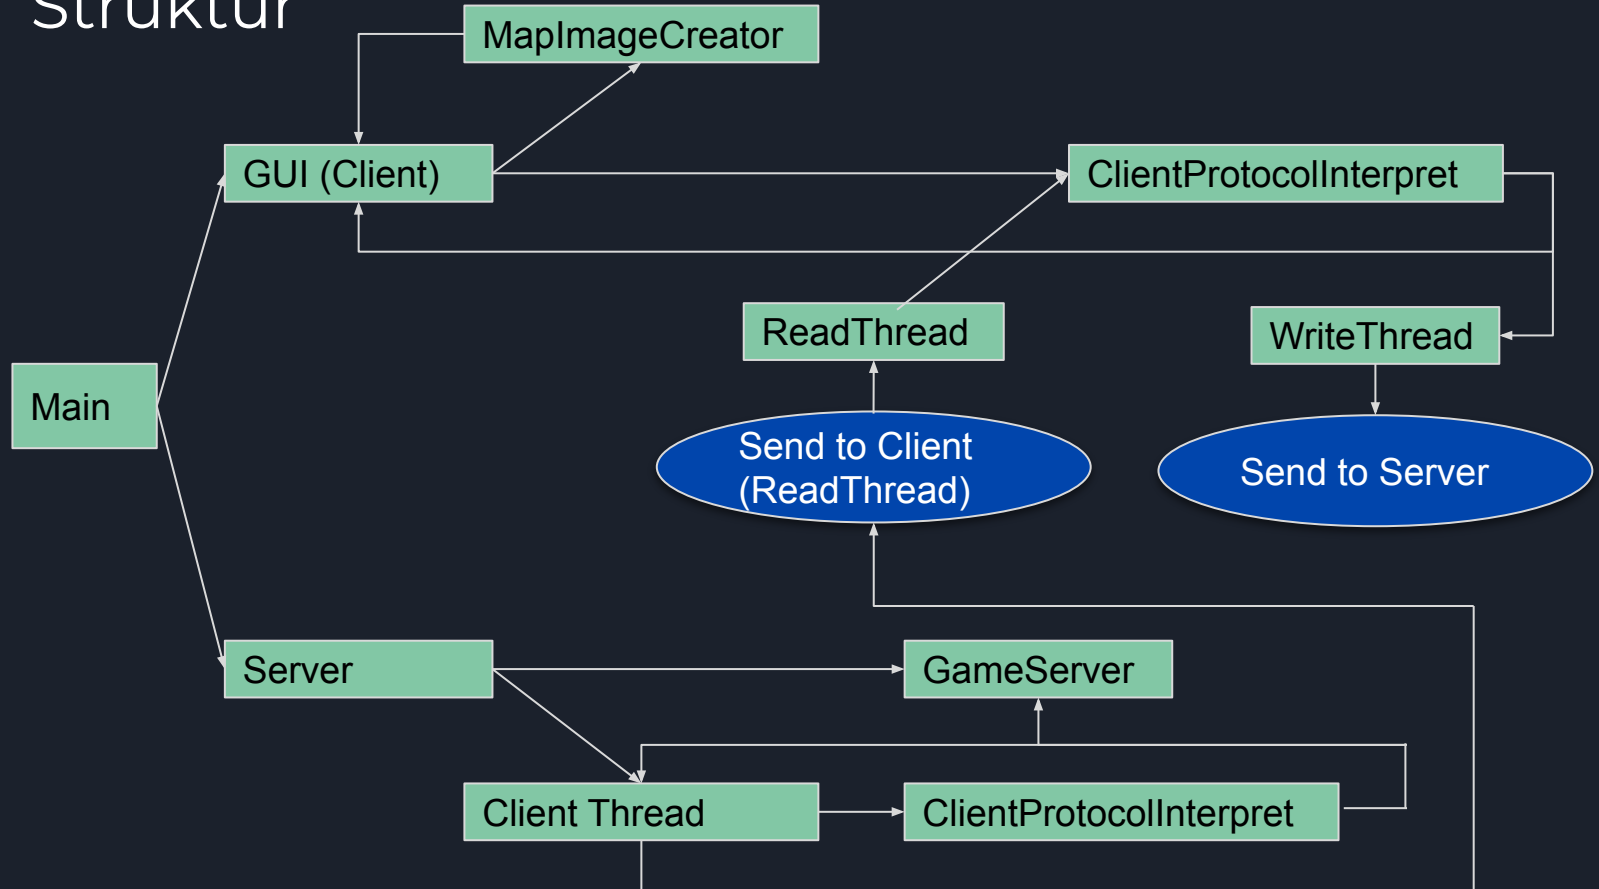 Struktur
MapImageCreator
GUI (Client)
ClientProtocolInterpret
ReadThread
WriteThread
Main
Send to Client
(ReadThread)
Send to Server
Server
GameServer
Client Thread
ClientProtocolInterpret